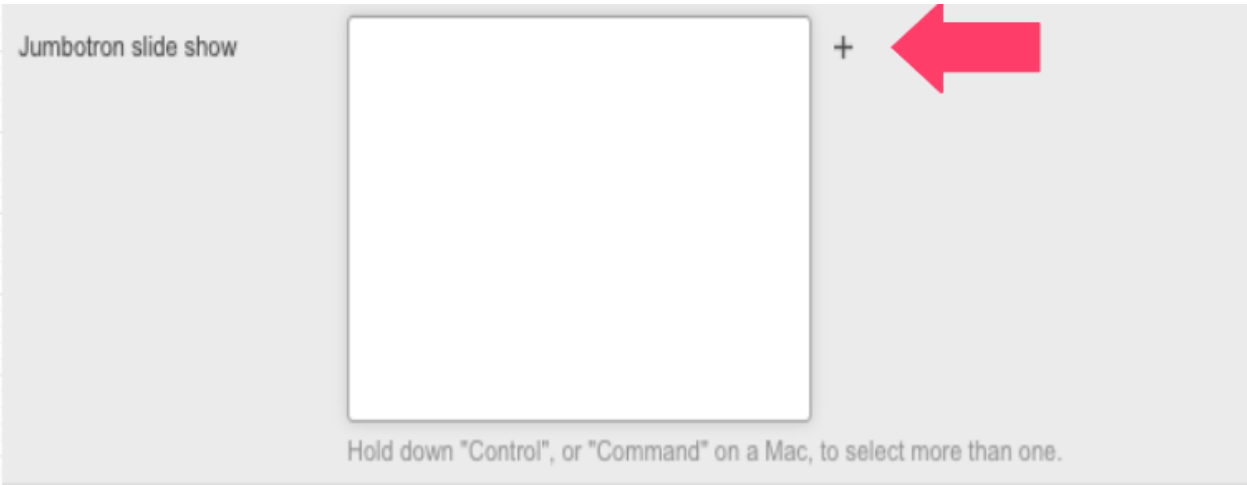 Jumbotron slide show
+
Hold down "Control", or "Command" on a Mac, to select more than one.